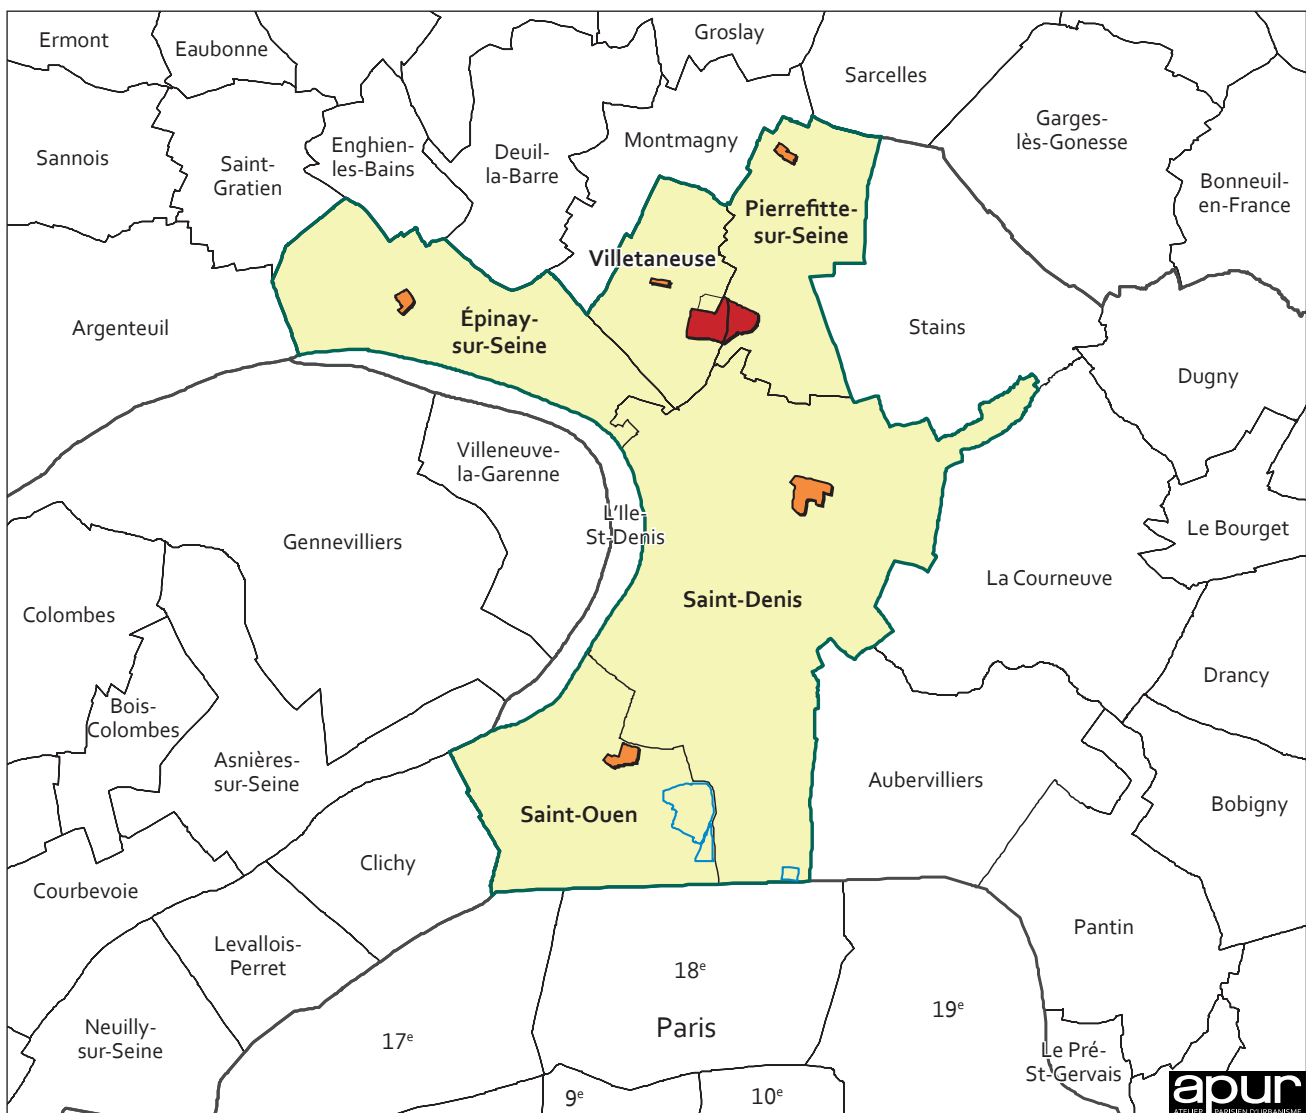 Groslay
Ermont
Eaubonne
Sarcelles
Garges-
lès-Gonesse
Sannois
Saint-
Gratien
Enghien-
les-Bains
Deuil
la-Barre
Montmagny
Bonneuil-
en-France
Pierrefitte-
sur-Seine
Villetaneuse
Argenteuil
Épinay-
sur-Seine
Stains
Dugny
Villeneuve-
la-Garenne
L'Ile-
St-Denis
Gennevilliers
Le Bourget
La Courneuve
Colombes
Saint-Denis
Drancy
Bois-
Colombes
Asnières-
sur-Seine
Aubervilliers
Bobigny
Saint-Ouen
Clichy
Courbevoie
Pantin
Levallois-
Perret
18e
19e
Paris
Neuilly-
sur-Seine
17e
Le Pré-
St-Gervais
9e
10e
apur
ATELIER PARISIEN D'URBANISME